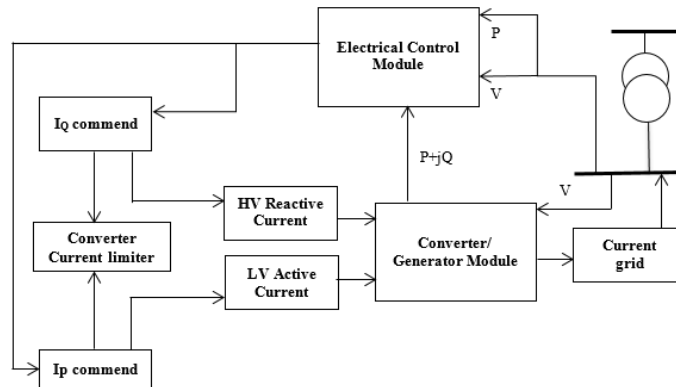 Electrical Control
Module
P
V
IQ commend
P+jQ
V
HV Reactive
Current
Converter
Current limiter
Converter/
Generator Module
Current
grid
LV Active
Current
Ip commend